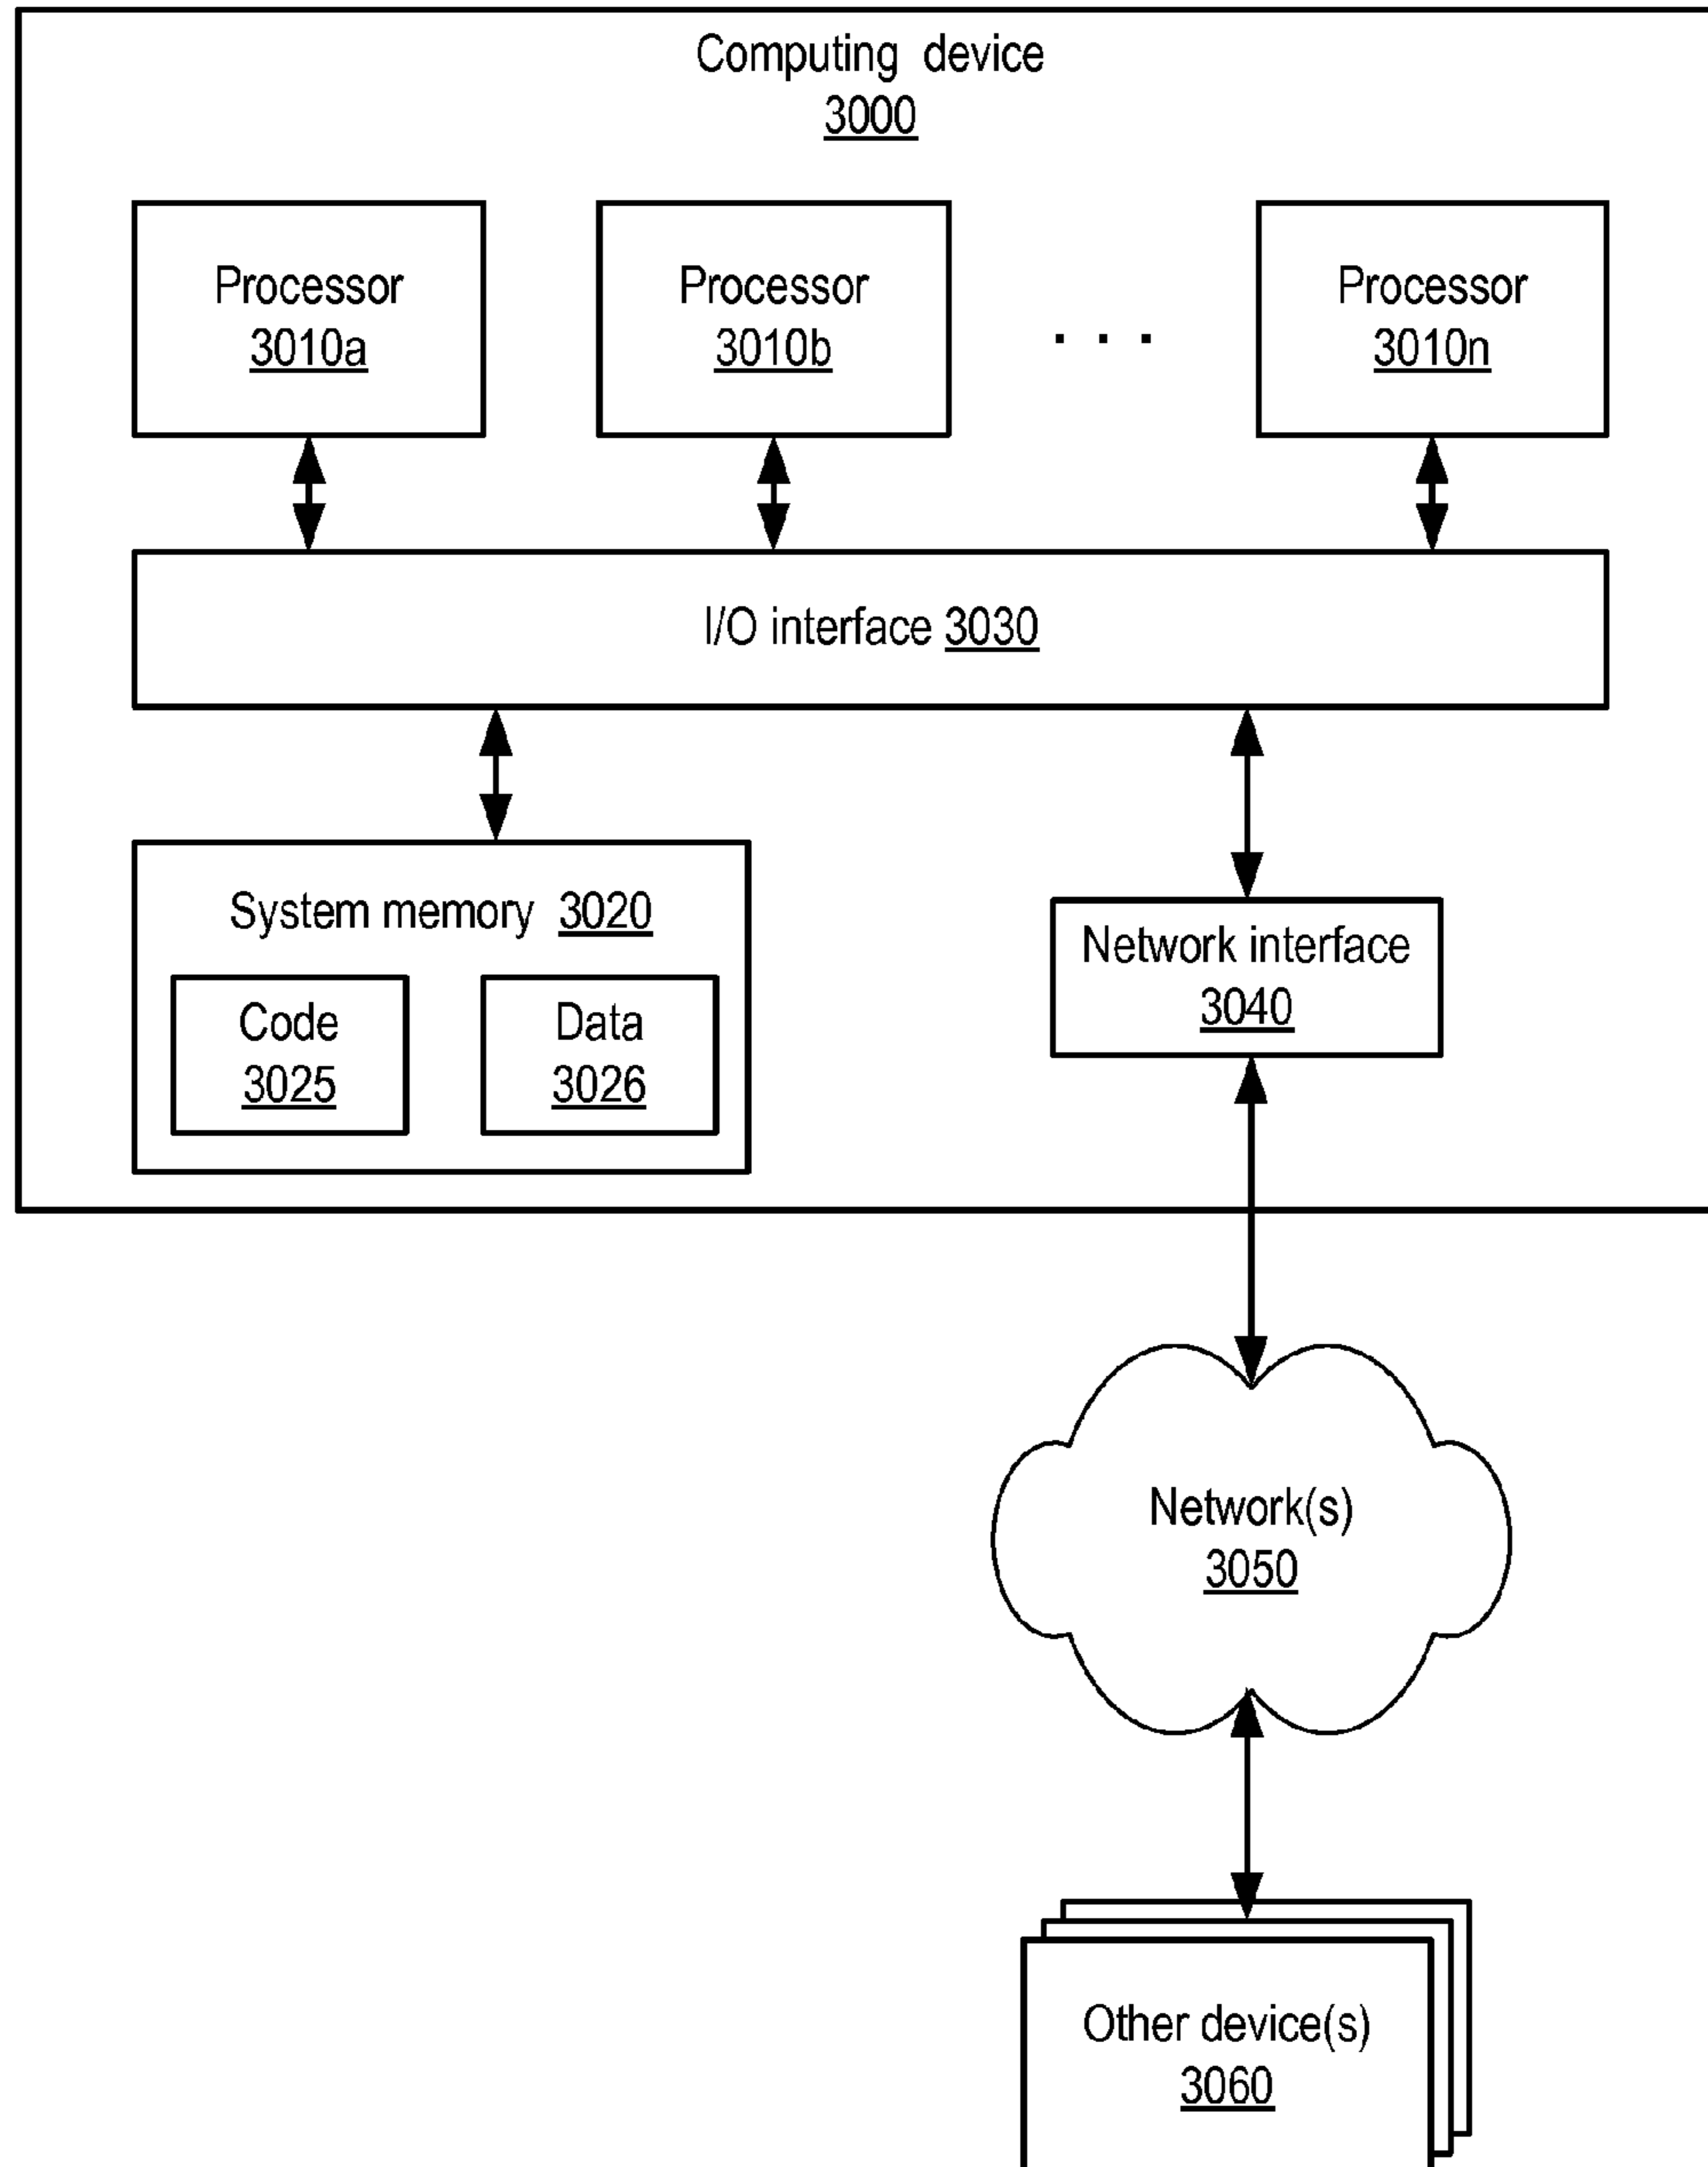 Computing device
3000
Processor
3010a
Processor
3010b
. . .
Processor
3010n
I/O interface 3030
System memory 3020
Code
3025
Data
3026
Network interface
3040
Network(s)
3050
Other device(s)
3060